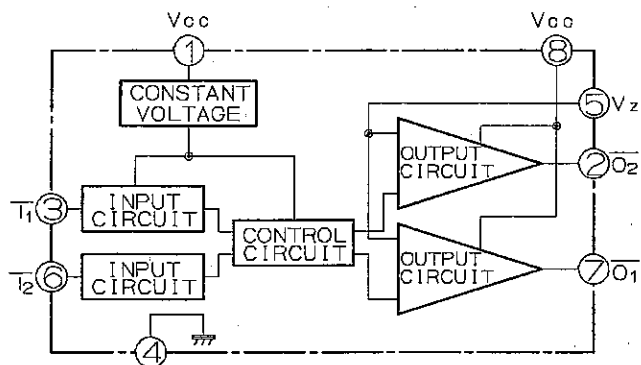 Vcc
Vcc
1
8
CONSTANT
VOLTAGE
5
Vz
OUTPUT
CIRCUIT
2
O2
3
I1
INPUT
CIRCUIT
CONTROL
CIRCUIT
OUTPUT
CIRCUIT
6
I2
INPUT
CIRCUIT
7
O1
4